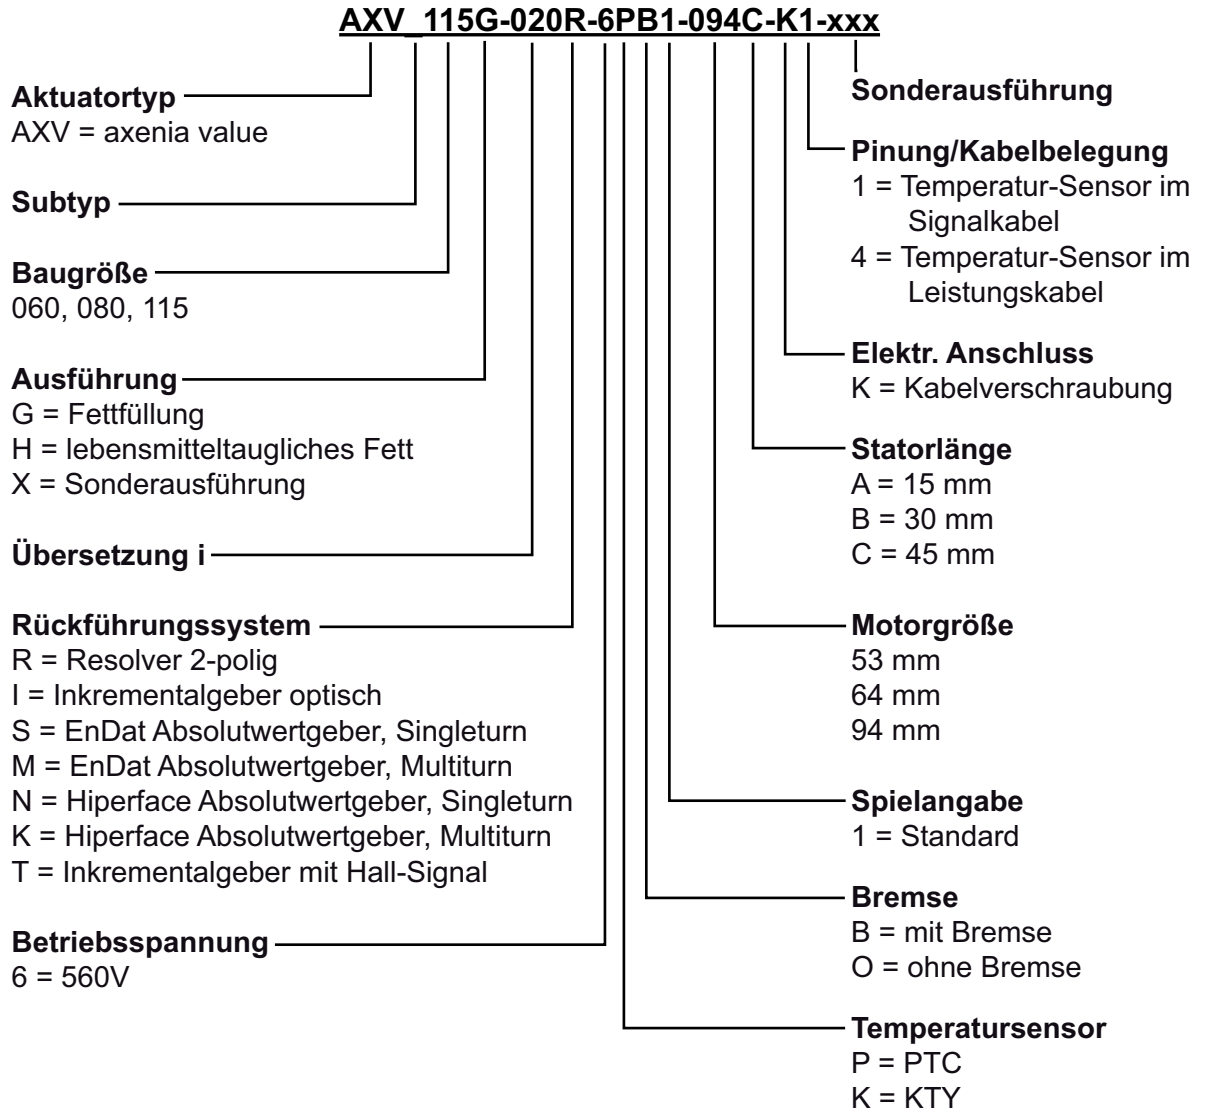 AXV_115G-020R-6PB1-094C-K1-xxx
Aktuatortyp
AXV = axenia value
Subtyp
Baugröße
060, 080, 115
Ausführung
G = Fettfüllung
H = lebensmitteltaugliches Fett
X = Sonderausführung
Übersetzung i
Rückführungssystem
R = Resolver 2-polig
I = Inkrementalgeber optisch
S = EnDat Absolutwertgeber, Singleturn
M = EnDat Absolutwertgeber, Multiturn
N = Hiperface Absolutwertgeber, Singleturn
K = Hiperface Absolutwertgeber, Multiturn
T = Inkrementalgeber mit Hall-Signal
Betriebsspannung
6 = 560V
Sonderausführung
Pinung/Kabelbelegung
1 = Temperatur-Sensor im
Signalkabel
4 = Temperatur-Sensor im
Leistungskabel
Elektr. Anschluss
K = Kabelverschraubung
Statorlänge
A = 15 mm
B = 30 mm
C = 45 mm
Motorgröße
53 mm
64 mm
94 mm
Spielangabe
1 = Standard
Bremse
B = mit Bremse
O = ohne Bremse
Temperatursensor
P = PTC
K = KTY